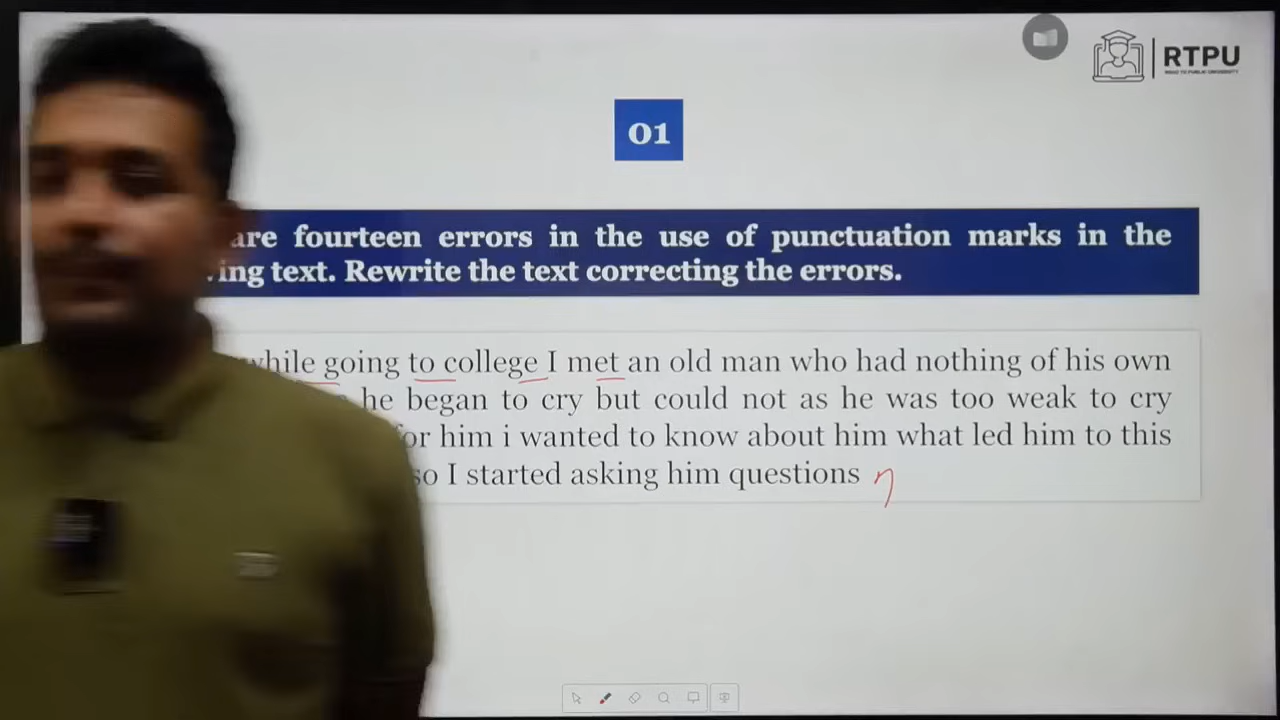 RTPU
01
are fourteen errors in the use of punctuation marks in the
ing text. Rewrite the text correcting the errors.
while going to college I met an old man who had nothing of his own
he began to cry but could not as he was too weak to cry
for him i wanted to know about him what led him to this
so I started asking him questions